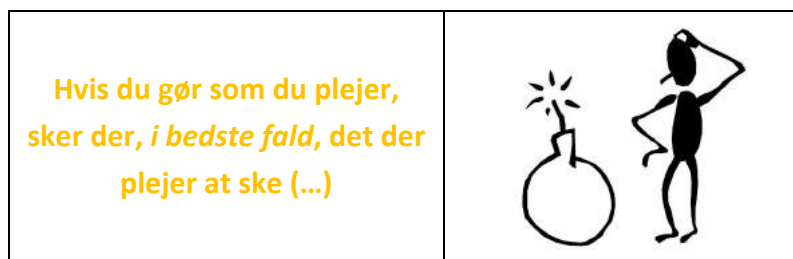 Hvis du gør som du plejer,
sker der, i bedste fald, det der
plejer at ske (…)